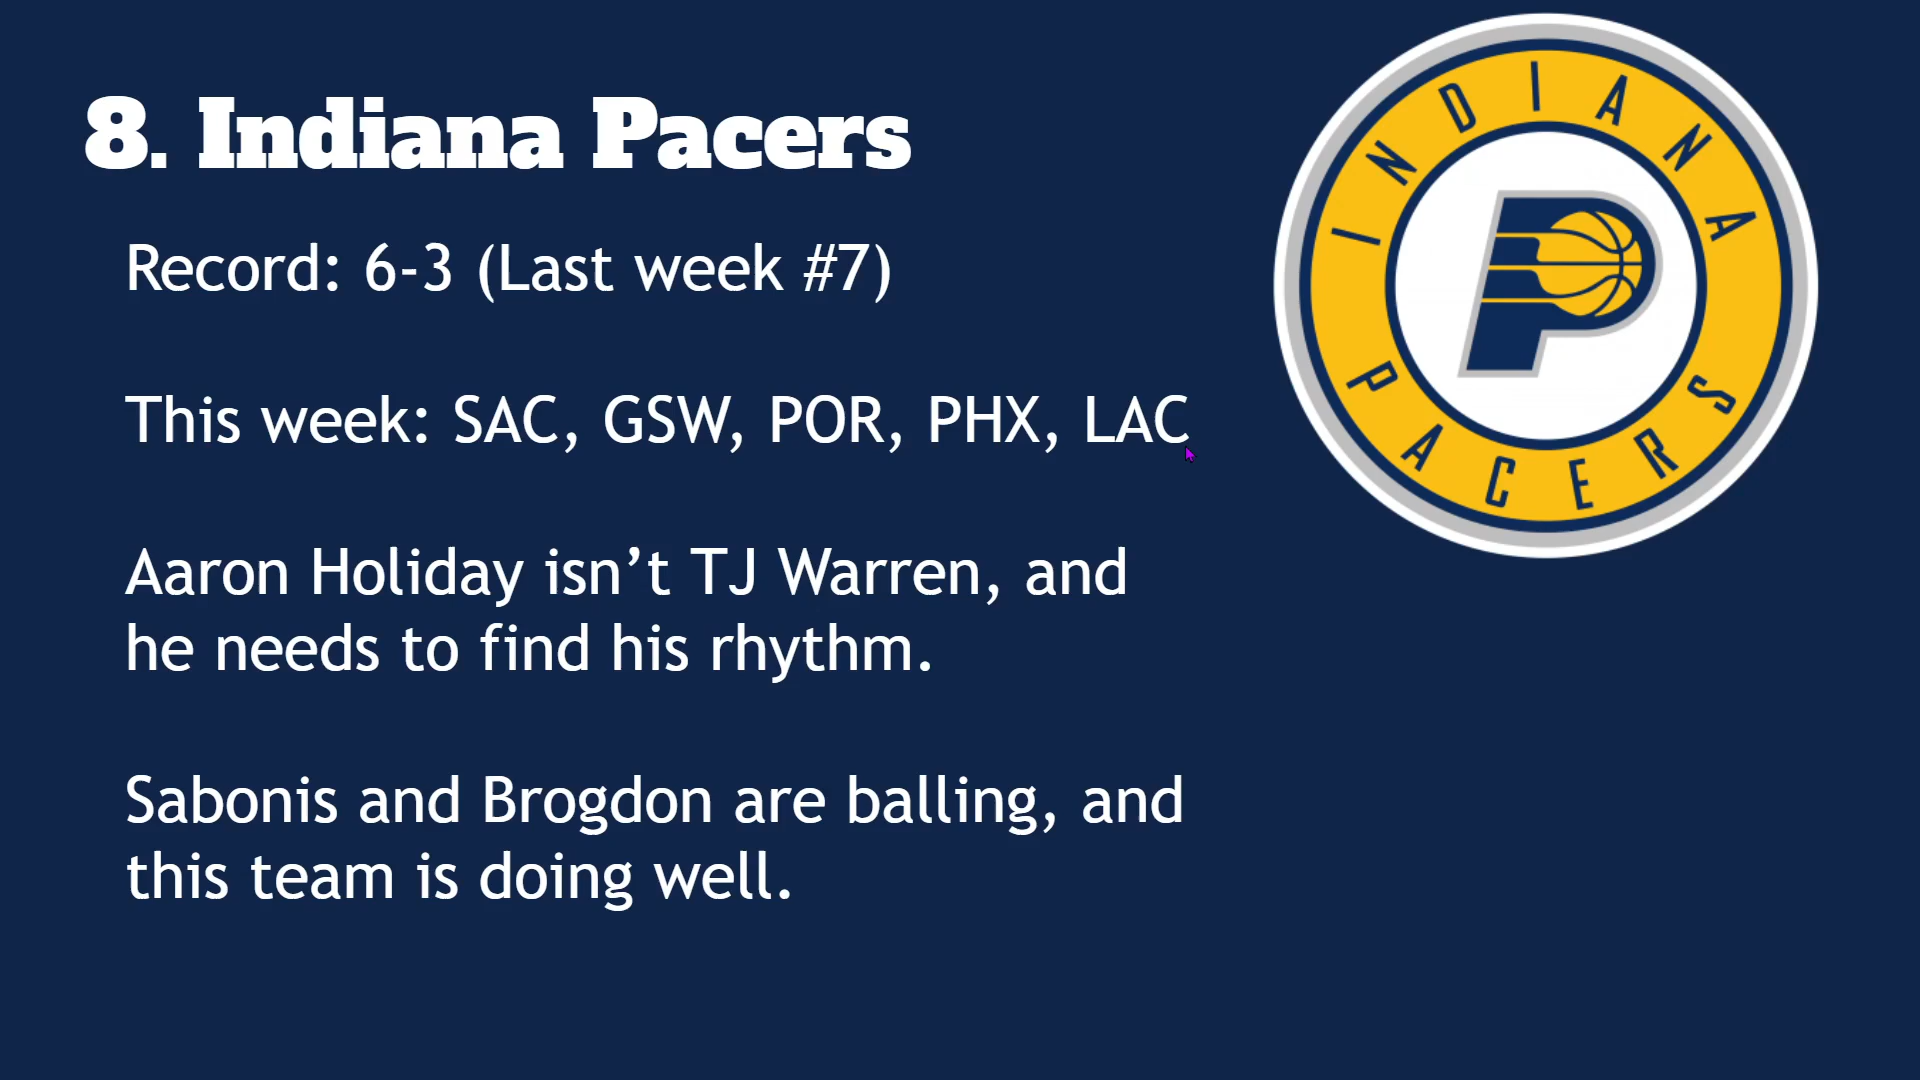 8. Indiana Pacers
Record: 6-3 (Last week #7)
This week: SAC, GSW, POR, PHX, LAC
Aaron Holiday isn’t TJ Warren, and
he needs to find his rhythm.
Sabonis and Brogdon are balling, and
this team is doing well.
INDIANA
PACERS
P